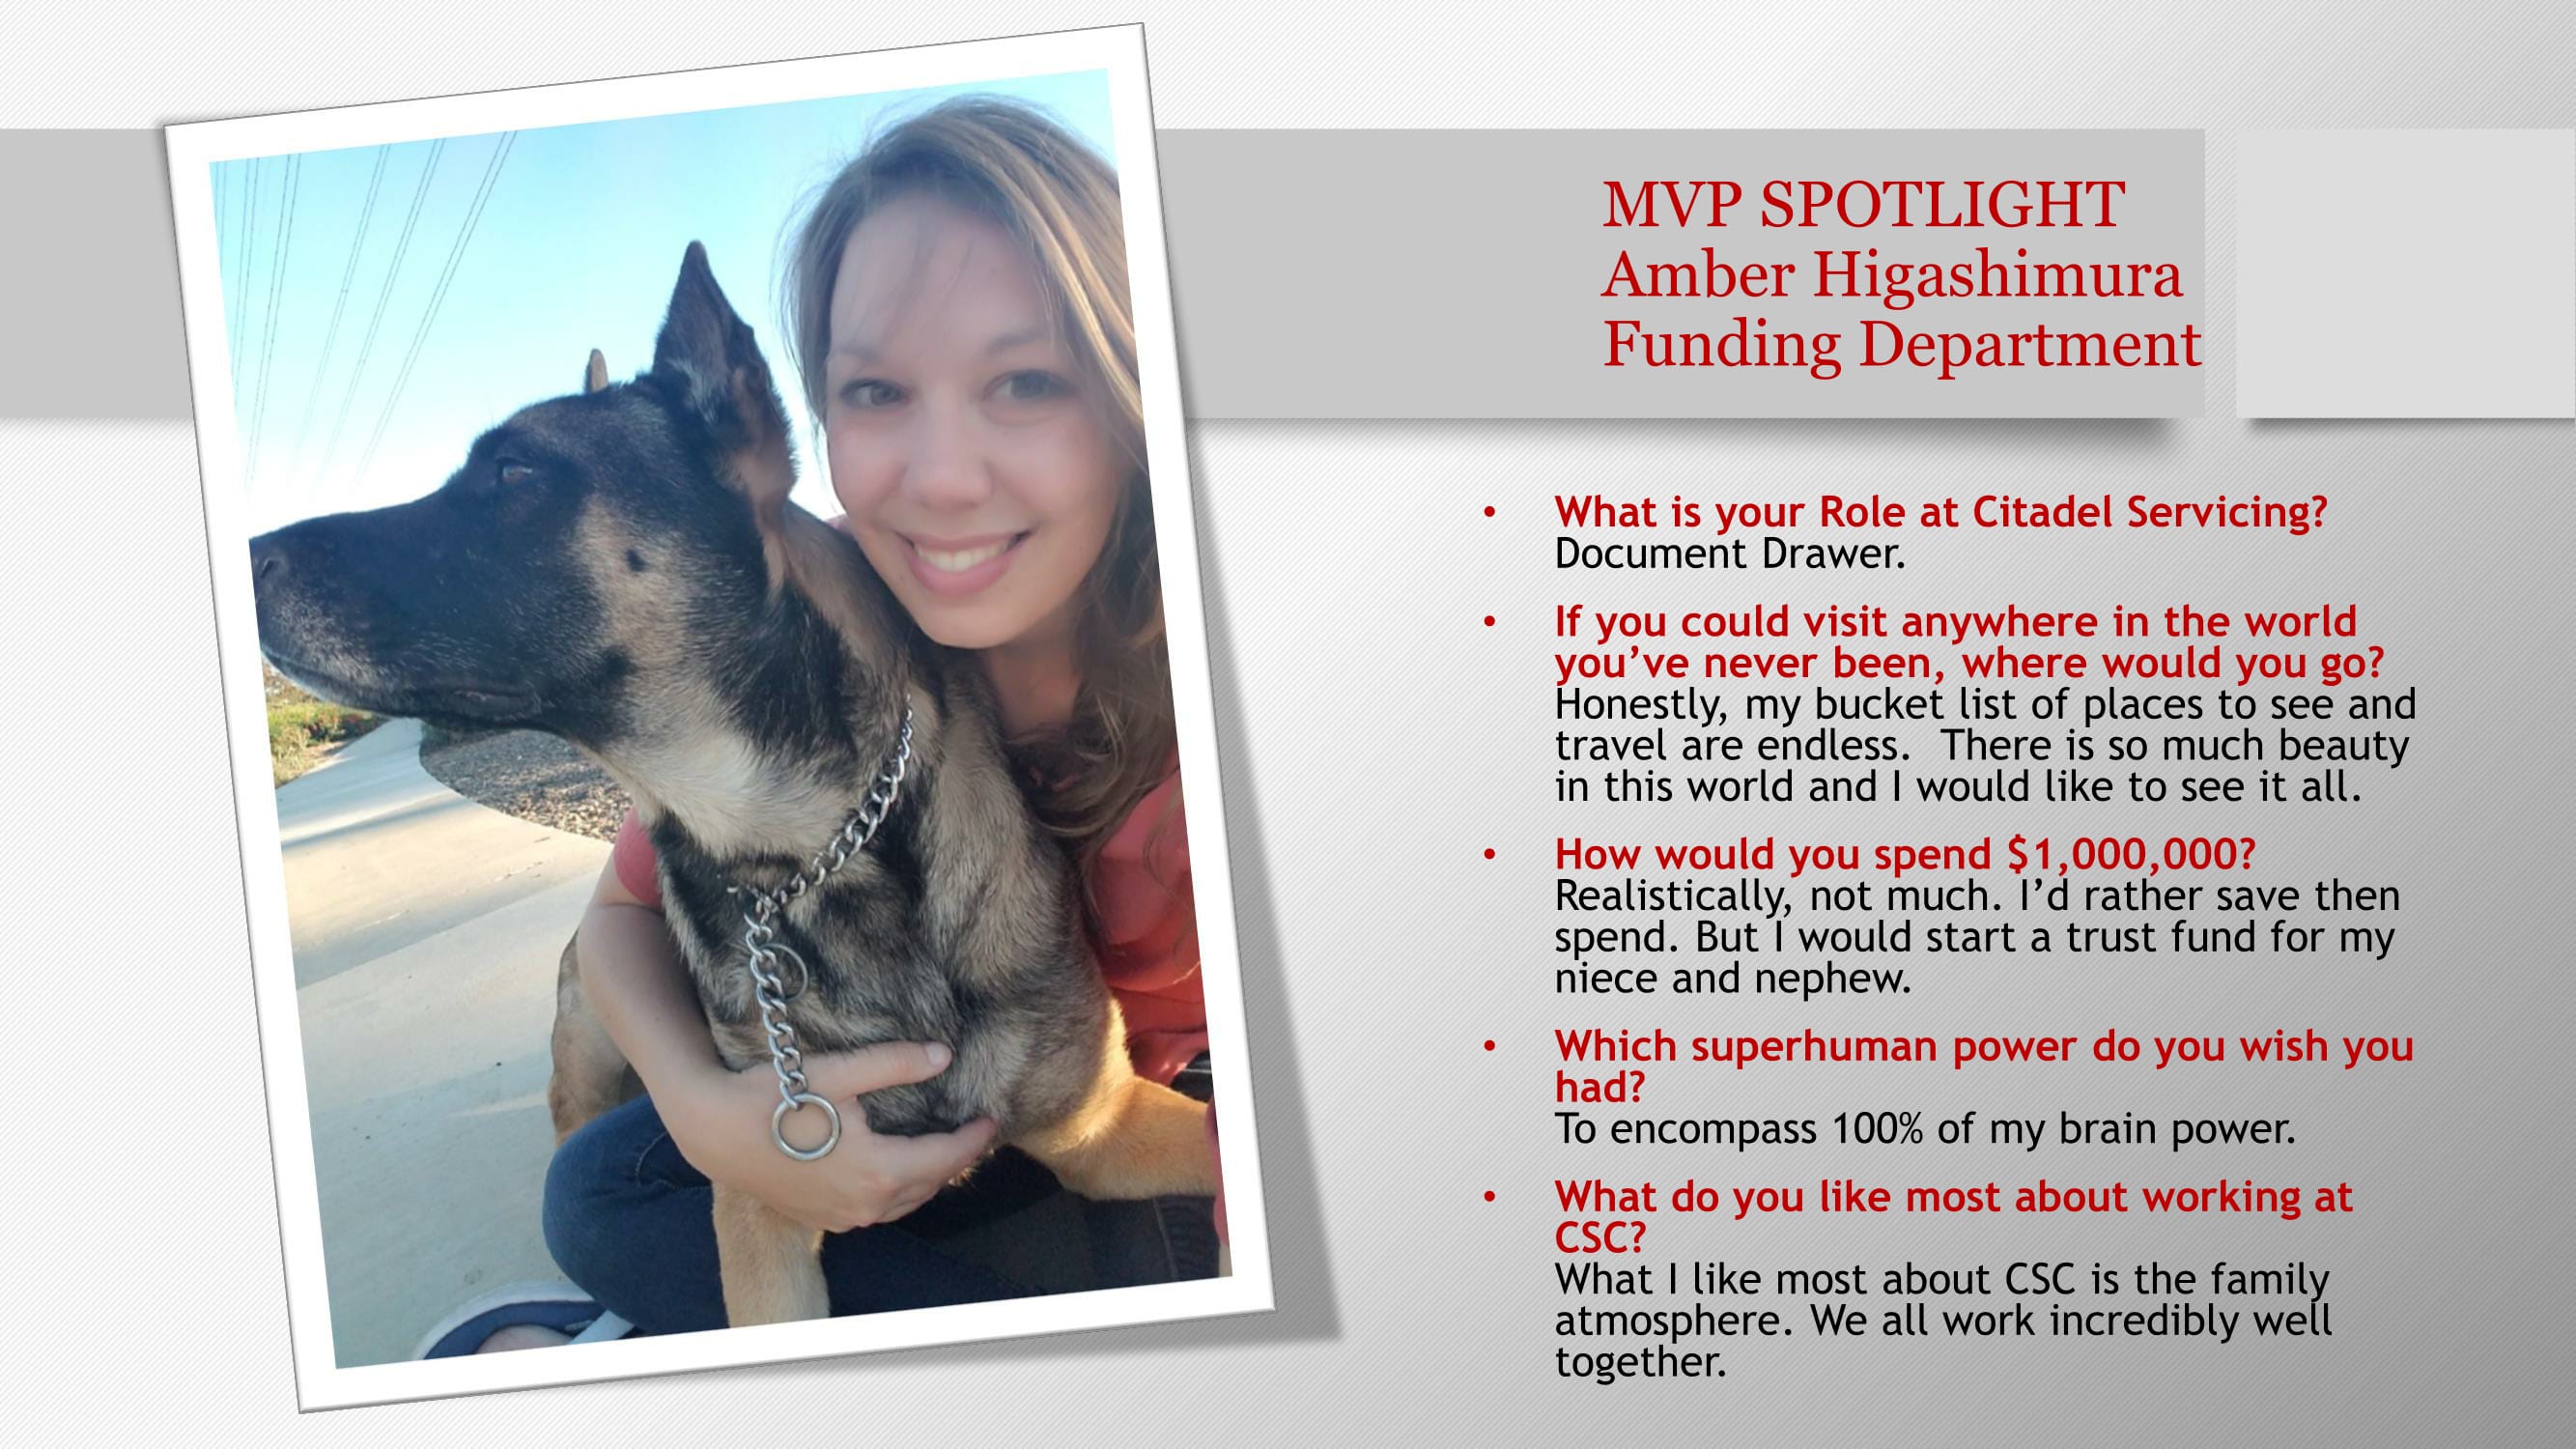 MVP SPOTLIGHT
Amber Higashimura
Funding Department
• What is your Role at Citadel Servicing?
Document Drawer.
• If you could visit anywhere in the world
you’ve never been, where would you go?
Honestly, my bucket list of places to see and
travel are endless.  There is so much beauty
in this world and I would like to see it all.
• How would you spend $1,000,000?
Realistically, not much. I’d rather save then
spend. But I would start a trust fund for my
niece and nephew.
• Which superhuman power do you wish you
had?
To encompass 100% of my brain power.
• What do you like most about working at
CSC?
What I like most about CSC is the family
atmosphere. We all work incredibly well
together.